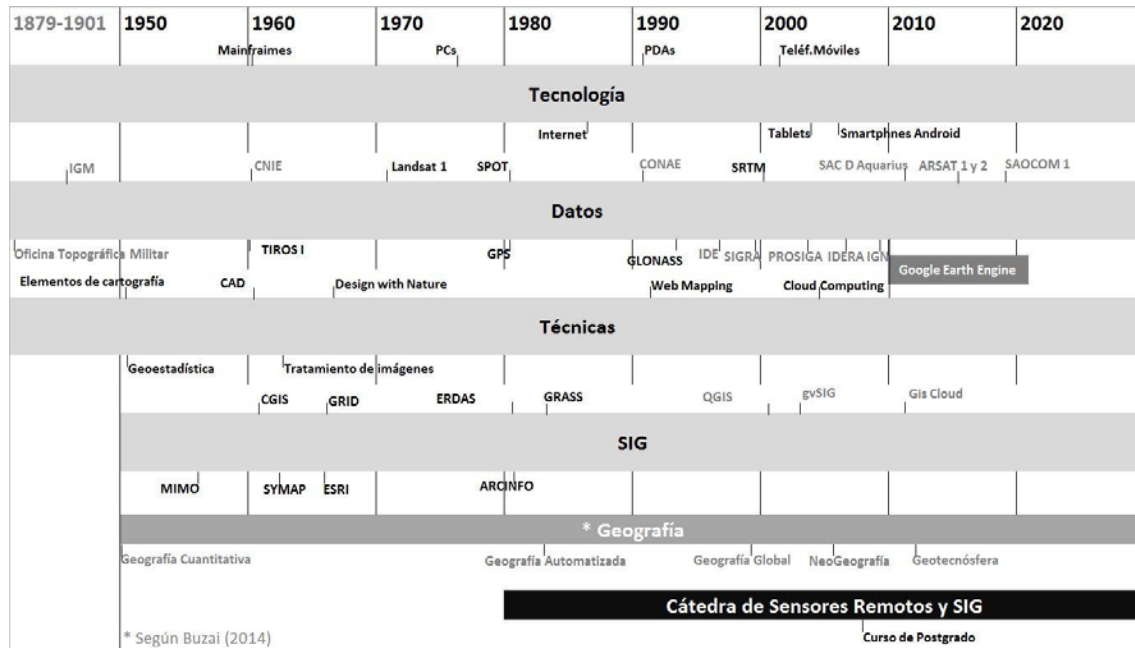 1879-1901 1950 1960 1970 1980 1990 2000 2010 2020
Mainfraimes PCs PDAs Teléf.Móviles
Tecnología
Internet Tablets Smartphnes Android
IGM CNIE Landsat 1 SPOT CONAE SRTM SAC D Aquarius ARSAT 1 y 2 SAOCOM 1
Datos
Oficina Topográfica Militar TIROS I GPS GLONASS IDE SIGRA PROSIGA IDERA IGN
Google Earth Engine
Elementos de cartografía CAD Design with Nature Web Mapping Cloud Computing
Técnicas
Geoestadística Tratamiento de imágenes
CGIS GRID ERDAS GRASS QGIS gvSIG Gis Cloud
SIG
MIMO SYMAP ESRI ARCINFO
* Geografía
Geografía Cuantitativa Geografía Automatizada Geografía Global NeoGeografía Geotecnósfera
Cátedra de Sensores Remotos y SIG
* Según Buzai (2014) Curso de Postgrado